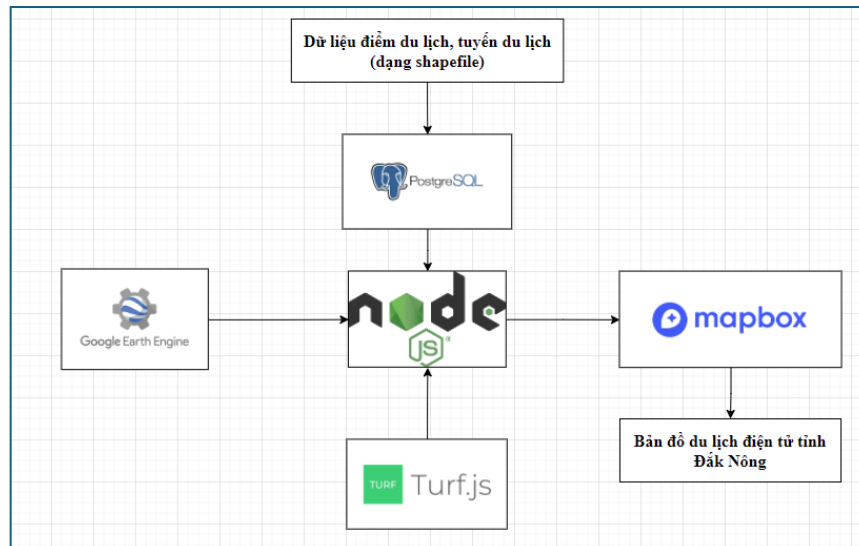 Dữ liệu điểm du lịch, tuyến du lịch
(dạng shapefile)
PostgreSQL
Google Earth Engine
node
JS
mapbox
TURF
Turf.js
Bản đồ du lịch điện tử tỉnh
Đắk Nông